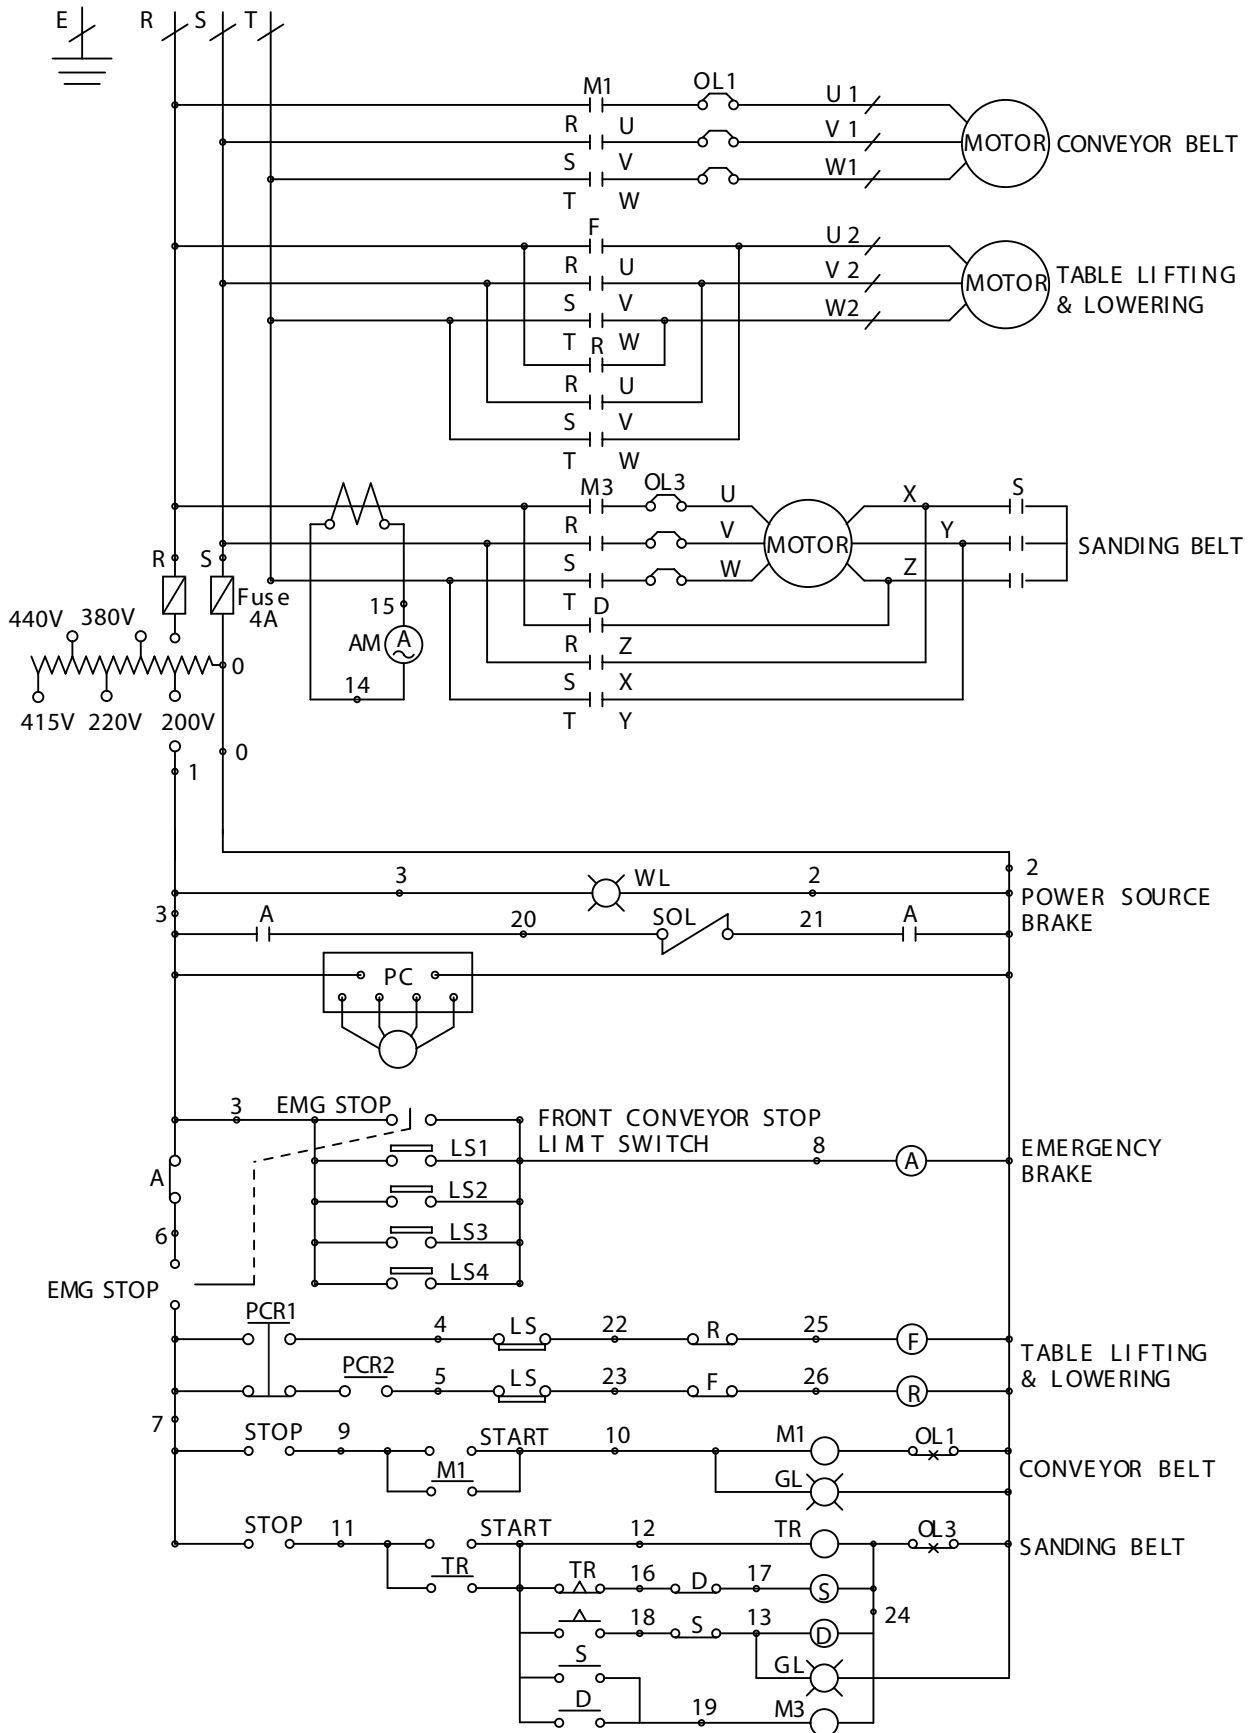 E R S T
M1 OL1 U 1
R U V 1 MOTOR CONVEYOR BELT
S V W1
T W
F U 2
R U V 2 MOTOR TABLE LIFTING
S V W2 & LOWERING
T R W
R U
S V
T W
M3 OL3 U X S
R V MOTOR Y SANDING BELT
S W Z
R S
Fuse
4A
15 T D
440V 380V AM A R Z
0 14 S X
415V 220V 200V T Y
0
1
2
3 WL 2 POWER SOURCE
3 A 20 SOL 21 A BRAKE
PC
3 EMG STOP FRONT CONVEYOR STOP
LIMIT SWITCH
A LS1 8 A EMERGENCY
BRAKE
LS2
6 LS3
EMG STOP LS4
PCR1 4 LS 22 R 25 F TABLE LIFTING
& LOWERING
PCR2 5 LS 23 F 26 R
7
STOP 9 START 10 M1 OL1
M1 GL CONVEYOR BELT
STOP 11 START 12 TR OL3 SANDING BELT
TR TR 16 D 17 S
24
18 S 13 D
S GL
D 19 M3